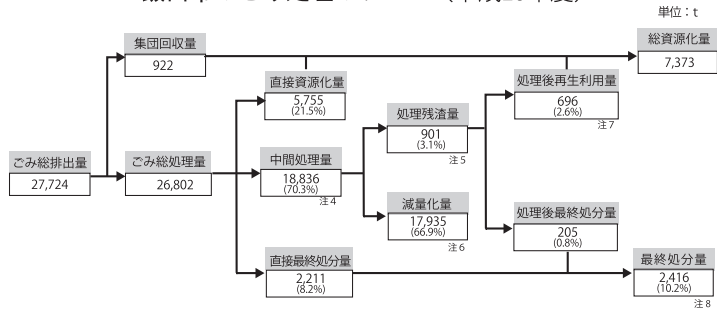 単位：t
集団回収量
922
総資源化量
7,373
直接資源化量
5,755
(21.5%)
処理後再生利用量
696
(2.6%)
注7
処理残渣量
901
(3.1%)
注5
ごみ総排出量
27,724
ごみ総処理量
26,802
中間処理量
18,836
(70.3%)
注4
減量化量
17,935
(66.9%)
注6
処理後最終処分量
205
(0.8%)
直接最終処分量
2,211
(8.2%)
最終処分量
2,416
(10.2%)
注8